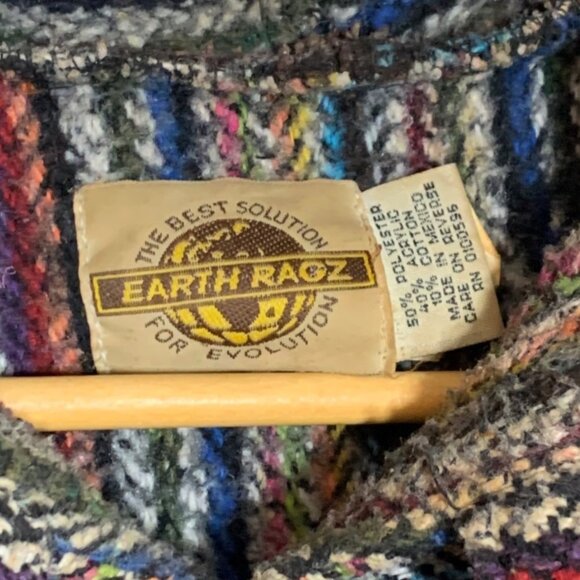 THE BEST SOLUTION
EARTH RAGZ
FOR EVOLUTION
50% POLYESTER
40% ACRYLIC
10% COTTON
MADE IN MEXICO
CARE ON REVERSE
RN 0100596